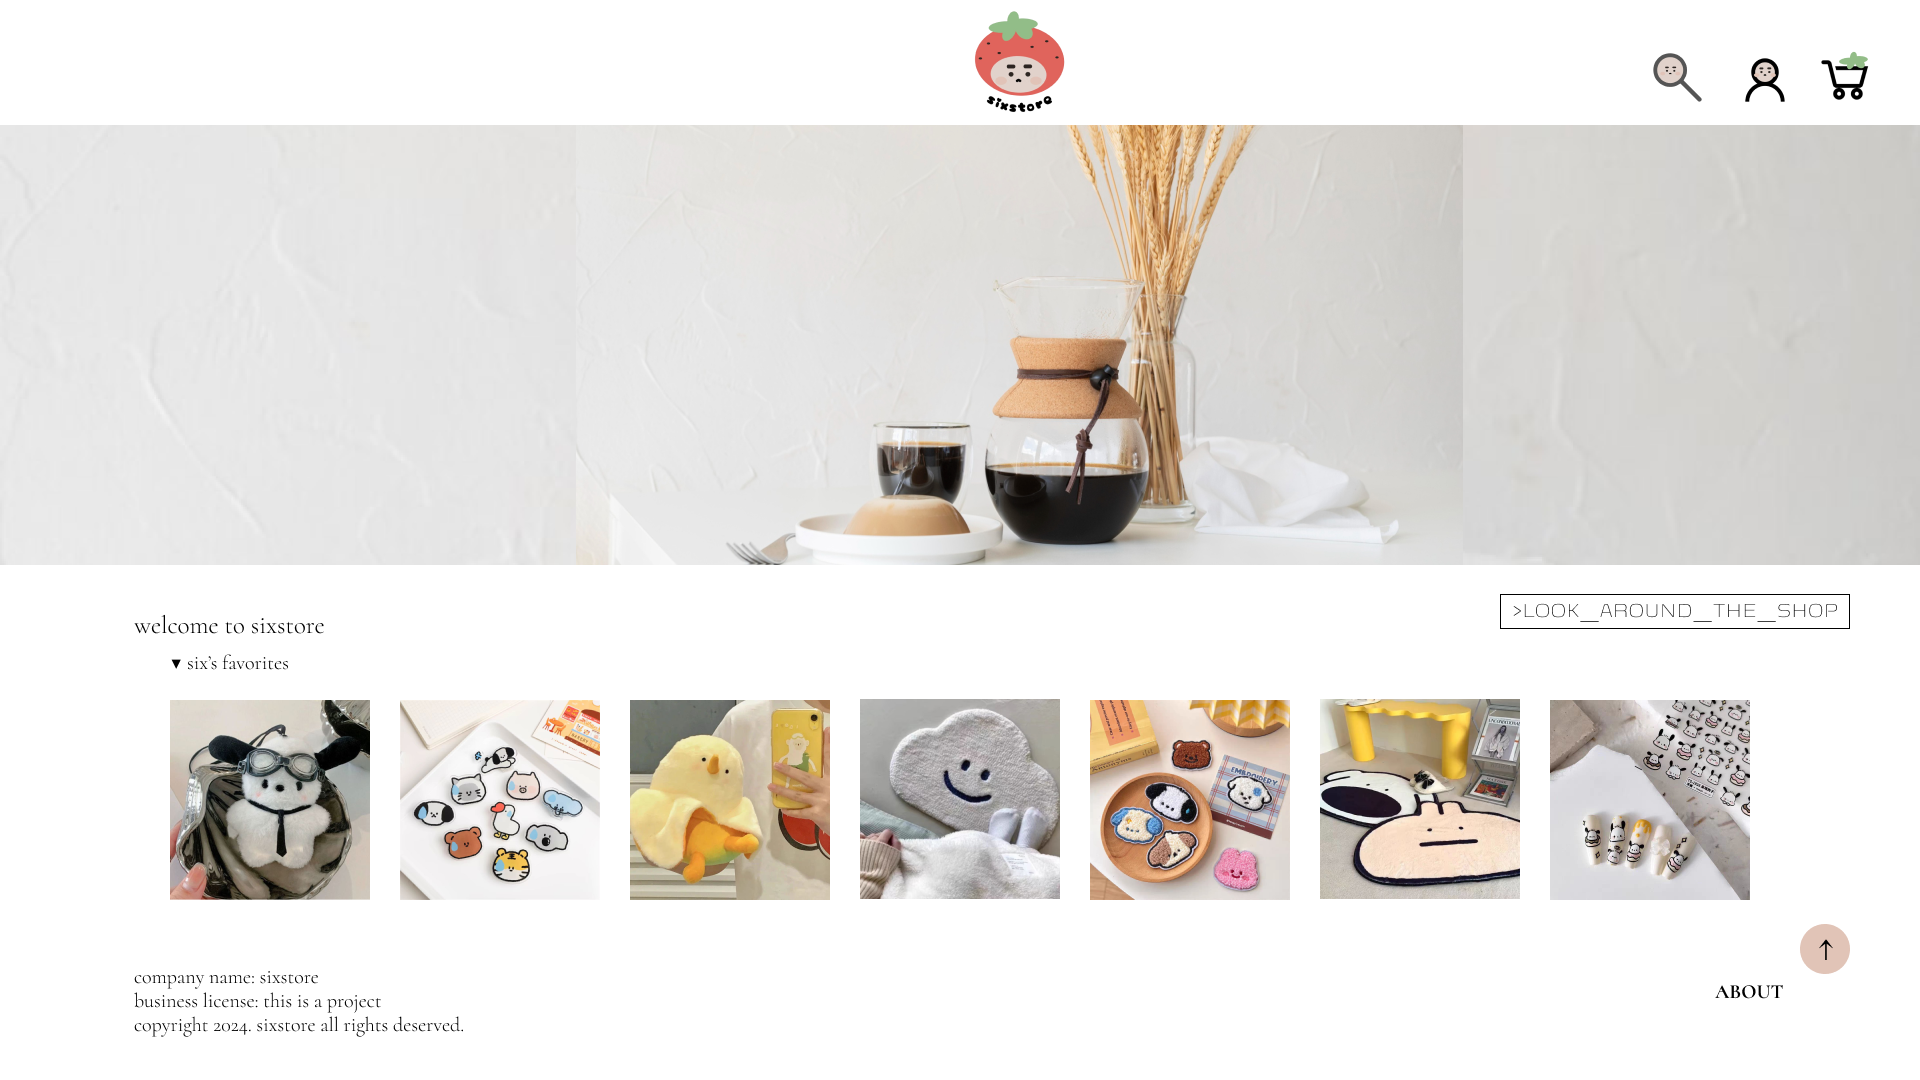 sixstore
welcome to sixstore
>LOOK__AROUND__THE__SHOP
▾ six's favorites
EMBROIDERY
company name: sixstore
business license: this is a project
copyright 2024. sixstore all rights deserved.
ABOUT